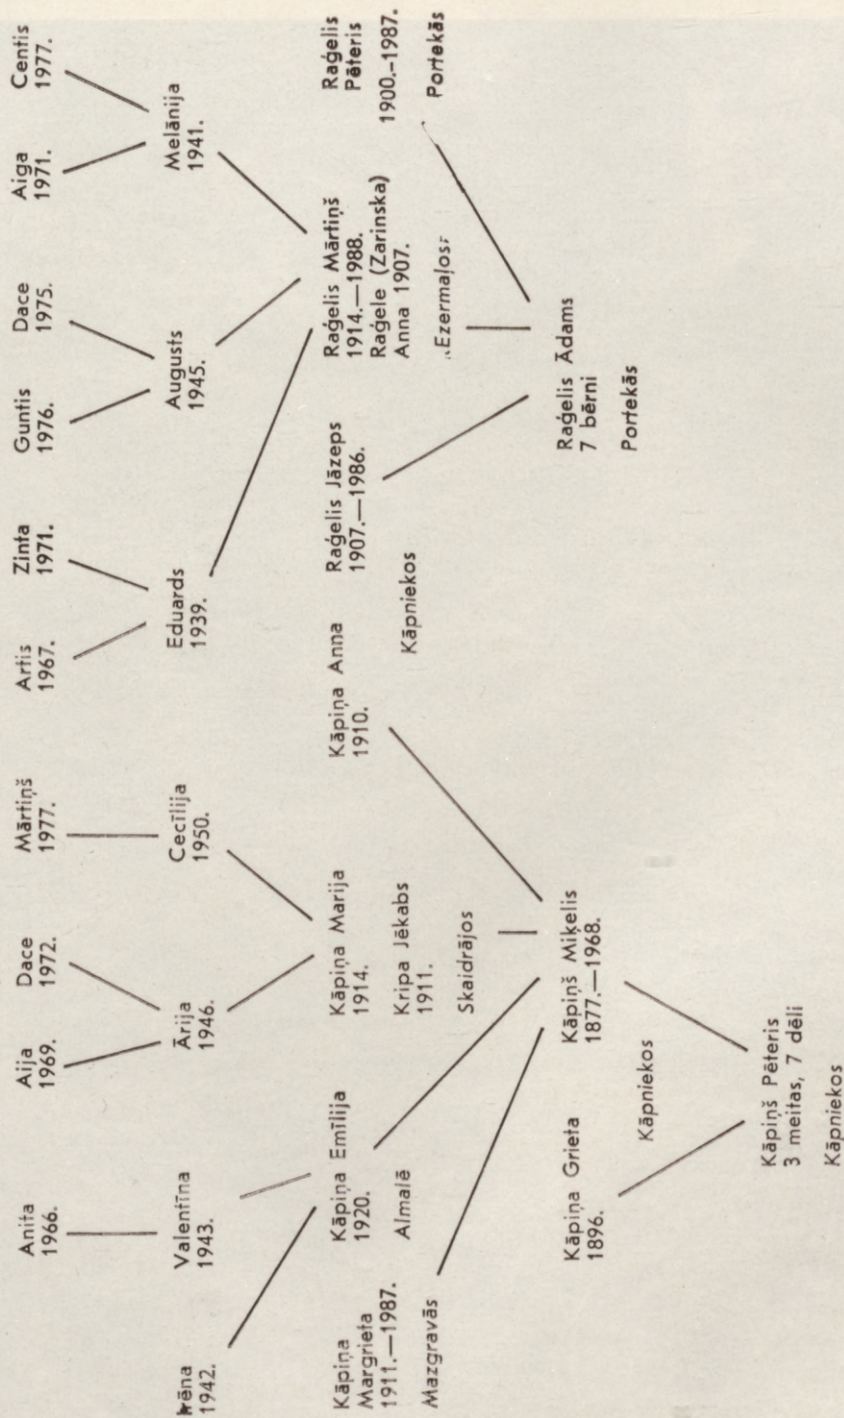 Anita
1966.
Aija
1969.
Dace
1972.
Mārtiņš
1977.
Artis
1967.
Zinta
1971.
Guntis
1976.
Dace
1975.
Aiga
1971.
Centis
1977.
Irēna
1942.
Valentīna
1943.
Ārija
1946.
Cecīlija
1950.
Eduards
1939.
Augusts
1945.
Melānija
1941.
Kāpiņa
Margrieta
1911.—1987.
Mazgravās
Kāpiņa Emīlija
1920.
Almalē
Kāpiņa Marija
1914.
Kripa Jēkabs
1911.
Skaidrājos
Kāpiņa Anna
1910.
Raģelis Jāzeps
1907.—1986.
Kāpniekos
Raģelis Mārtiņš
1914.—1988.
Raģele (Zarinska)
Anna 1907.
„Ezermaļos„
Raģelis
Pēteris
1900.-1987.
Portekās
Kāpiņa Grieta
1896.
Kāpiņš Miķelis
1877.—1968.
Kāpniekos
Raģelis Ādams
7 bērni
Portekās
Kāpiņš Pēteris
3 meitas, 7 dēli
Kāpniekos